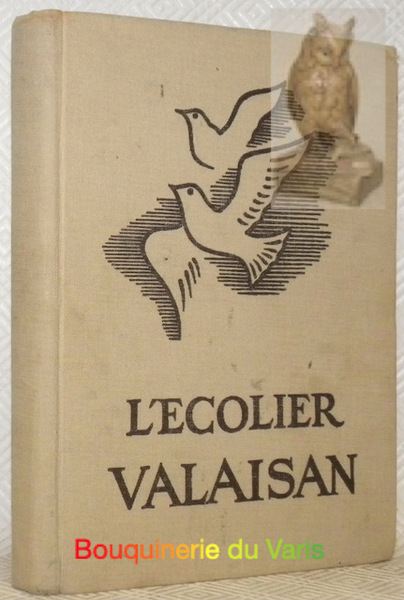 L'ECOLIER
VALAISAN
Bouquinerie du Varis